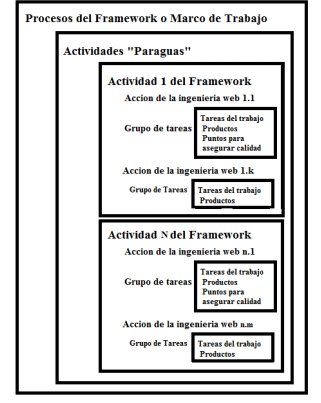 Procesos del Framework o Marco de Trabajo
Actividades "Paraguas"
Actividad 1 del Framework
Accion de la ingenieria web 1.1
Grupo de tareas
Tareas del trabajo
Productos
Puntos para
asegurar calidad
Accion de la ingenieria web 1.k
Grupo de Tareas
Tareas del trabajo
Productos
Actividad N del Framework
Accion de la ingenieria web n.1
Grupo de tareas
Tareas del trabajo
Productos
Puntos para
asegurar calidad
Accion de la ingenieria web n.m
Grupo de Tareas
Tareas del trabajo
Productos